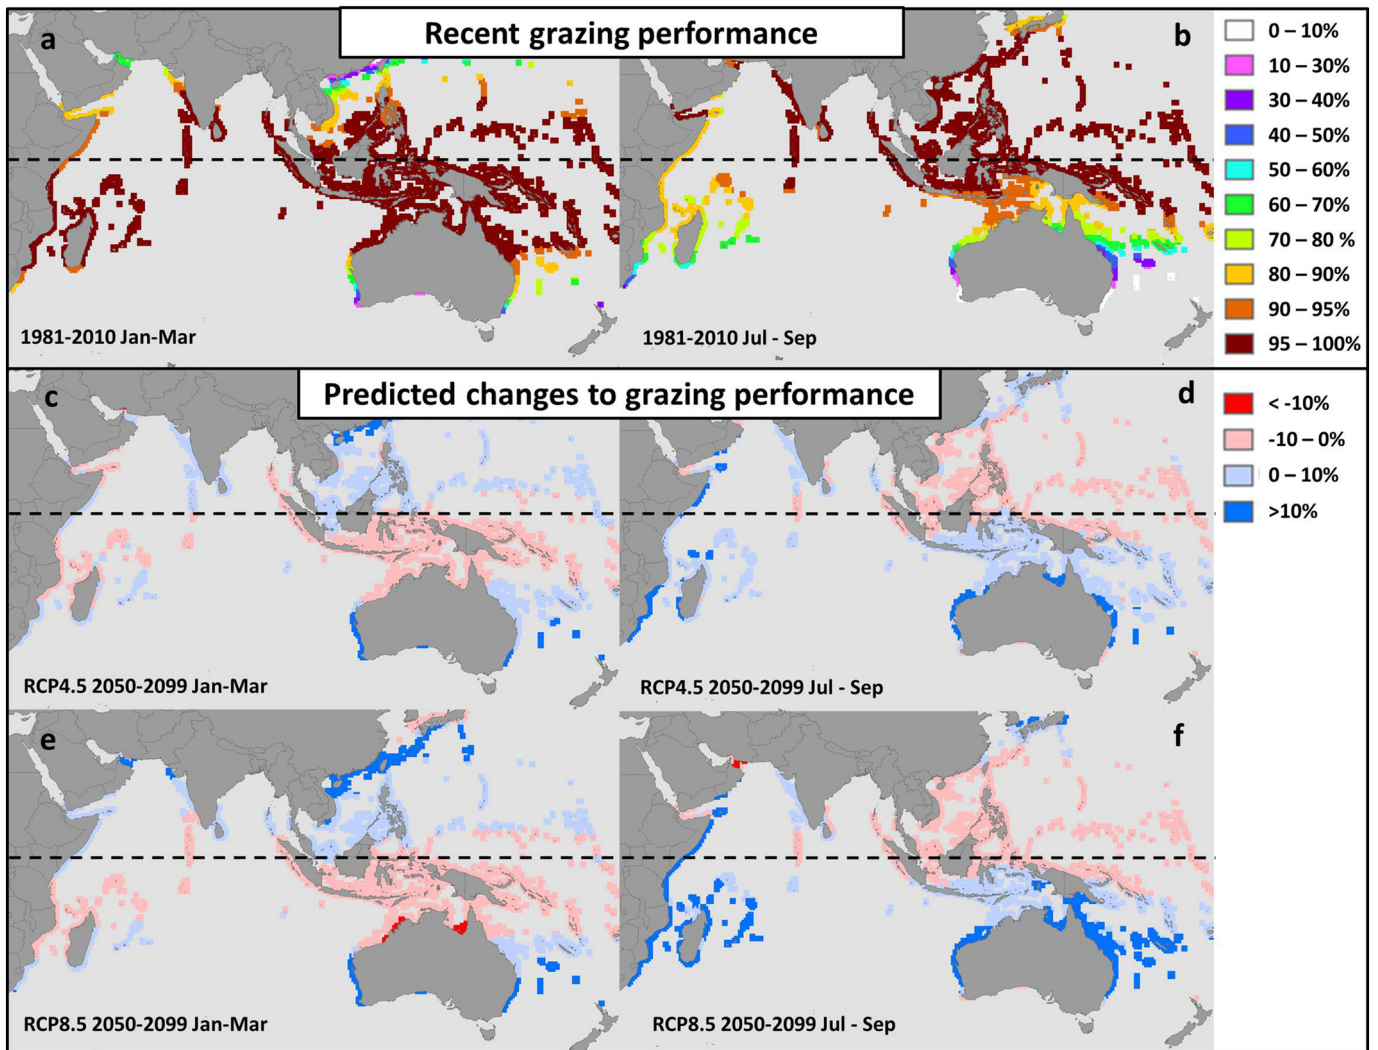 Recent grazing performance
a
b
1981-2010 Jan-Mar
1981-2010 Jul - Sep
0 – 10%
10 – 30%
30 – 40%
40 – 50%
50 – 60%
60 – 70%
70 – 80 %
80 – 90%
90 – 95%
95 – 100%
Predicted changes to grazing performance
c
d
RCP4.5 2050-2099 Jan-Mar
RCP4.5 2050-2099 Jul - Sep
< -10%
-10 – 0%
0 – 10%
>10%
e
f
RCP8.5 2050-2099 Jan-Mar
RCP8.5 2050-2099 Jul - Sep